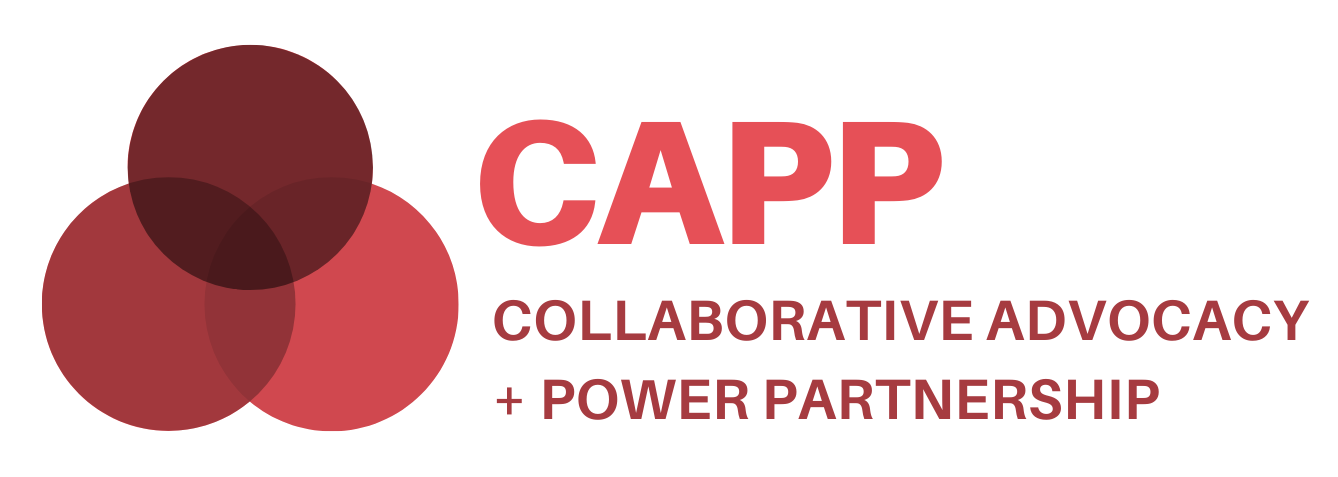 CAPP
COLLABORATIVE ADVOCACY
+ POWER PARTNERSHIP